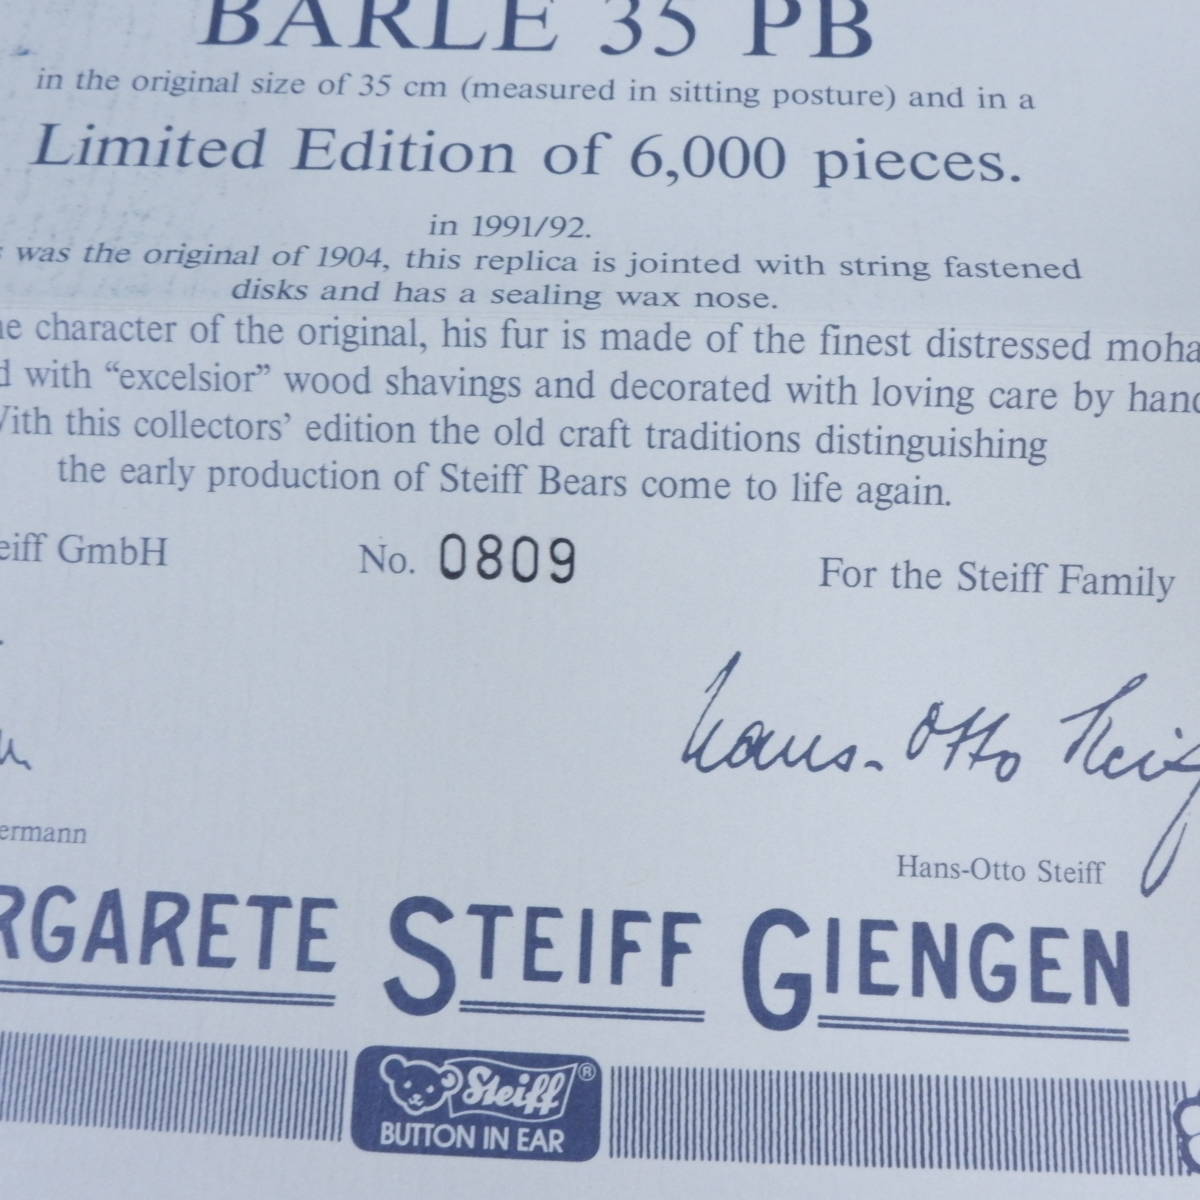 BARLE 35 PB
in the original size of 35 cm (measured in sitting posture) and in a
Limited Edition of 6,000 pieces.
in 1991/92.
was the original of 1904, this replica is jointed with string fastened
disks and has a sealing wax nose.
character of the original, his fur is made of the finest distressed
with “excelsior” wood shavings and decorated with loving care by
this collectors’ edition the old craft traditions distinguishing
the early production of Steiff Bears come to life again.
eiff GmbH No. 0809 For the Steiff Family
Hans-Otto Steiff
ermann Hans-Otto Steiff
RGARETE STEIFF GIENGEN
Steiff ®
BUTTON IN EAR